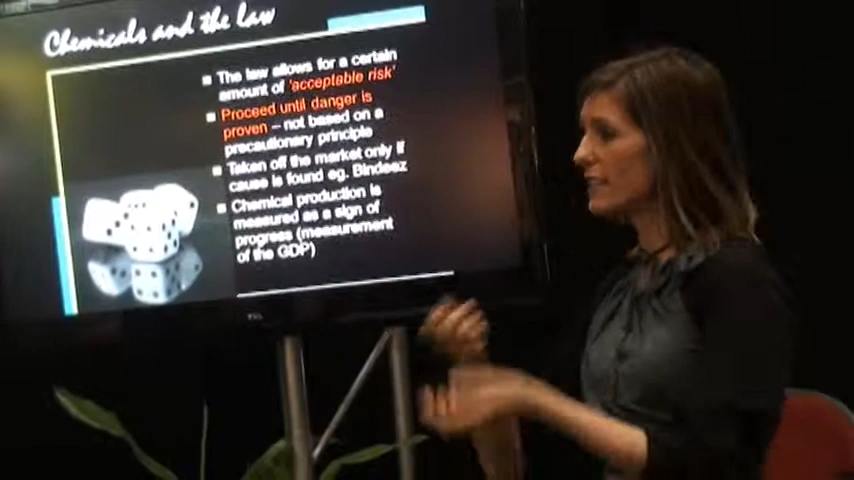 Chemicals and the law
▪ The law allows for a certain
amount of 'acceptable risk'
▪ Proceed until danger is
proven – not based on a
precautionary principle
▪ Taken off the market only if
cause is found eg. Bindeez
▪ Chemical production is
measured as a sign of
progress (measurement
of the GDP)
TCL